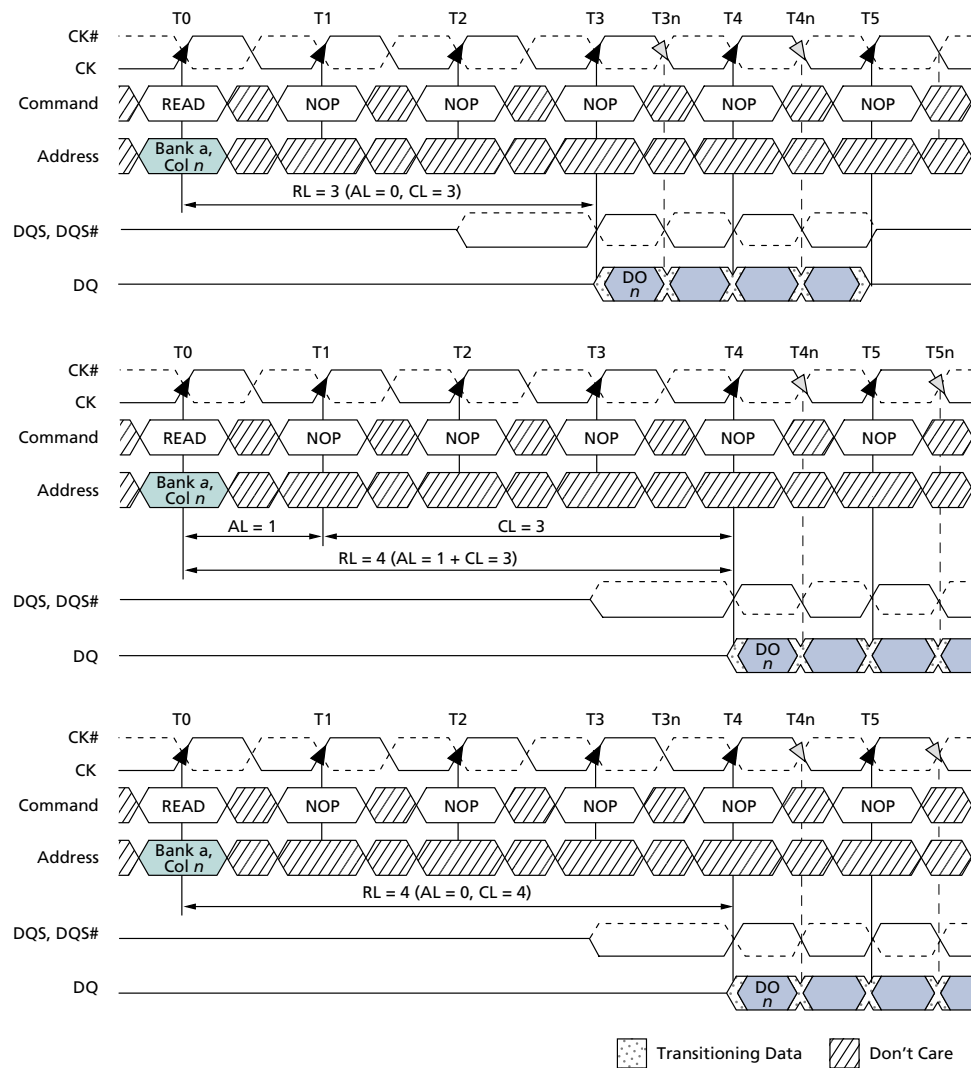 T0 T1 T2 T3 T3n T4 T4n T5
CK#
CK
Command READ NOP NOP NOP NOP NOP
Address Bank a,
Col n
RL = 3 (AL = 0, CL = 3)
DQS, DQS#
DQ DO
n
T0 T1 T2 T3 T4 T4n T5 T5n
CK#
CK
Command READ NOP NOP NOP NOP NOP
Address Bank a,
Col n
AL = 1 CL = 3
RL = 4 (AL = 1 + CL = 3)
DQS, DQS#
DQ DO
n
T0 T1 T2 T3 T3n T4 T4n T5
CK#
CK
Command READ NOP NOP NOP NOP NOP
Address Bank a,
Col n
RL = 4 (AL = 0, CL = 4)
DQS, DQS#
DQ DO
n
Transitioning Data Don't Care